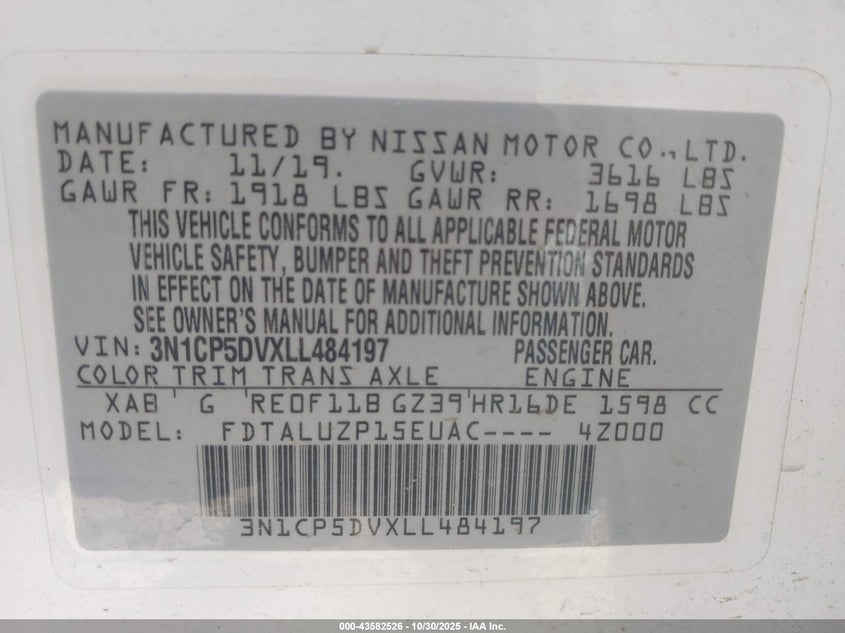 MANUFACTURED BY NISSAN MOTOR CO., LTD.
DATE: 11/19. GVWR: 3616 LBS
GAWR FR: 1918 LBS GAWR RR: 1698 LBS
THIS VEHICLE CONFORMS TO ALL APPLICABLE FEDERAL MOTOR
VEHICLE SAFETY, BUMPER AND THEFT PREVENTION STANDARDS
IN EFFECT ON THE DATE OF MANUFACTURE SHOWN ABOVE.
SEE OWNER'S MANUAL FOR ADDITIONAL INFORMATION.
VIN: 3N1CP5DVXLL484197 PASSENGER CAR.
COLOR TRIM TRANS AXLE ENGINE
XAB G RE0F11B GZ39 HR16DE 1598 CC
MODEL: FDTALUZP15EUAC---- 4Z000
3N1CP5DVXLL484197
000-43582526 - 10/30/2025 - IAA Inc.